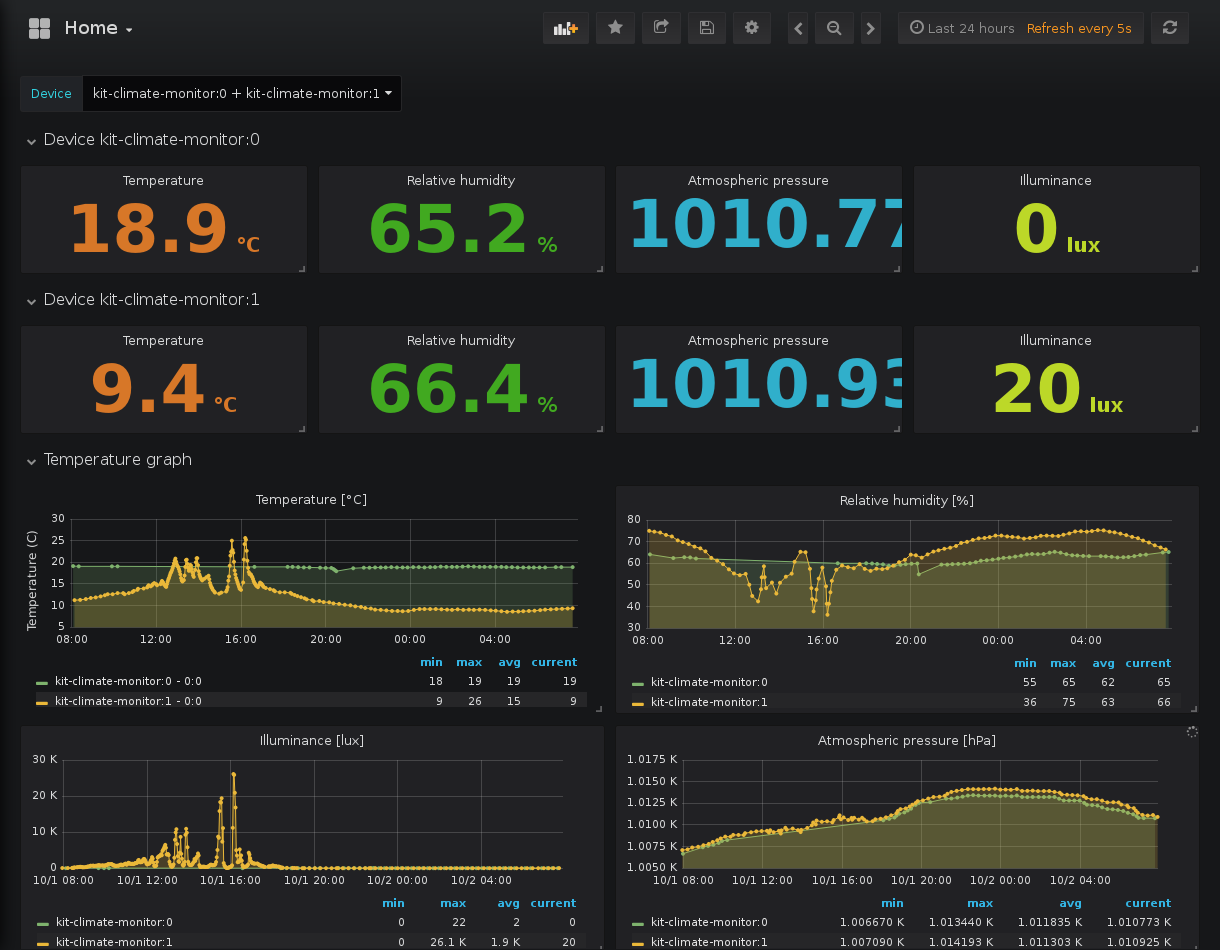 Home
Last 24 hours Refresh every 5s
Device kit-climate-monitor:0 + kit-climate-monitor:1
Device kit-climate-monitor:0
Temperature Relative humidity Atmospheric pressure Illuminance
18.9 °C 65.2 % 1010.77 0 lux
Device kit-climate-monitor:1
Temperature Relative humidity Atmospheric pressure Illuminance
9.4 °C 66.4 % 1010.93 20 lux
Temperature graph
Temperature [°C]
Temperature (C)
30
25
20
15
10
5
08:00 12:00 16:00 20:00 00:00 04:00
min max avg current
kit-climate-monitor:0 - 0:0 18 19 19 19
kit-climate-monitor:1 - 0:0 9 26 15 9
Relative humidity [%]
80
70
60
50
40
30
08:00 12:00 16:00 20:00 00:00 04:00
min max avg current
kit-climate-monitor:0 55 65 62 65
kit-climate-monitor:1 36 75 63 66
Illuminance [lux]
30 K
20 K
10 K
0
10/1 08:00 10/1 12:00 10/1 16:00 10/1 20:00 10/2 00:00 10/2 04:00
min max avg current
kit-climate-monitor:0 0 22 2 0
kit-climate-monitor:1 0 26.1 K 1.9 K 20
Atmospheric pressure [hPa]
1.0175 K
1.0150 K
1.0125 K
1.0100 K
1.0075 K
1.0050 K
10/1 08:00 10/1 12:00 10/1 16:00 10/1 20:00 10/2 00:00 10/2 04:00
min max avg current
kit-climate-monitor:0 1.006670 K 1.013440 K 1.011835 K 1.010773 K
kit-climate-monitor:1 1.007090 K 1.014193 K 1.011303 K 1.010925 K